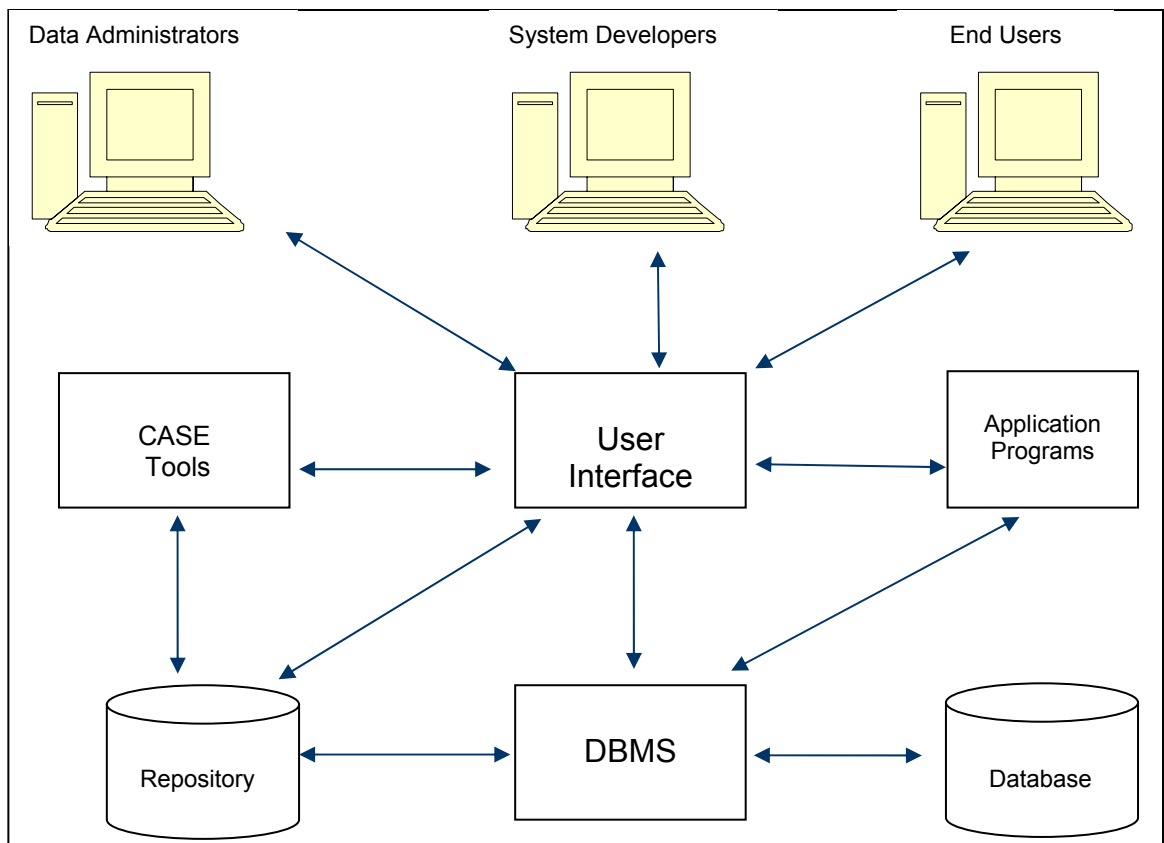 Data Administrators
System Developers
End Users
CASE
Tools
User
Interface
Application
Programs
Repository
DBMS
Database